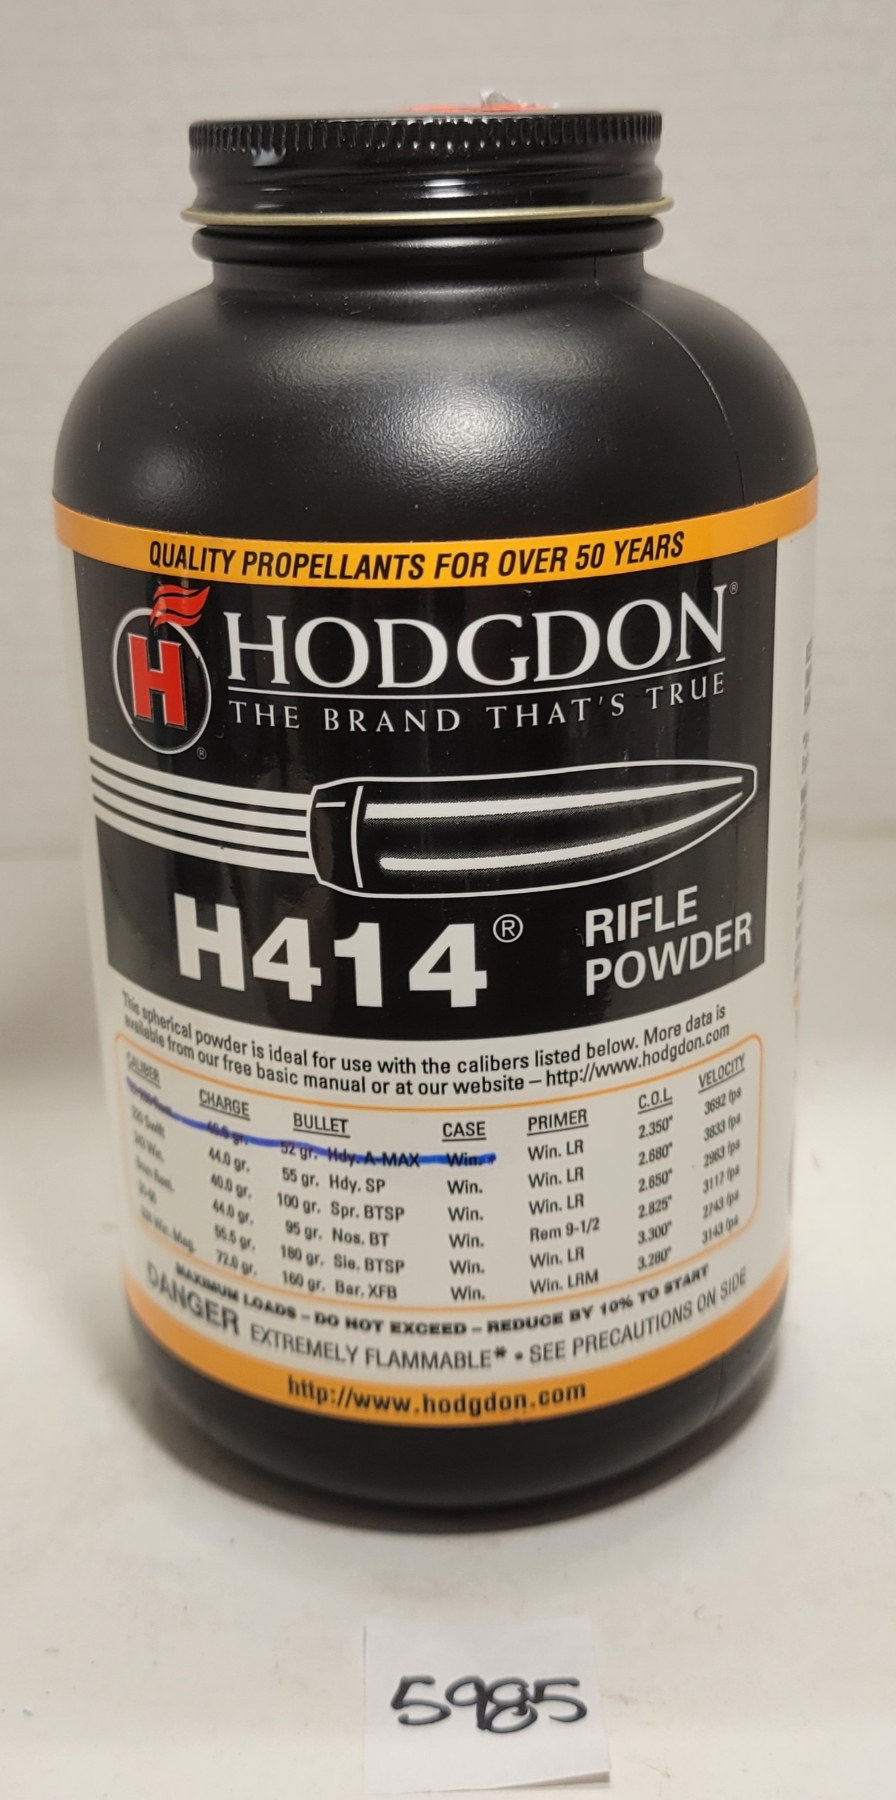 QUALITY PROPELLANTS FOR OVER 50 YEARS
H HODGDON®
®
THE BRAND THAT'S TRUE
H414® RIFLE
POWDER
This spherical powder is ideal for use with the calibers listed below. More data is
available from our free basic manual or at our website – http://www.hodgdon.com
CALIBER CHARGE BULLET CASE PRIMER C.O.L. VELOCITY
52 gr. Hdy. A-MAX Win. Win. LR 2.350" 3692 fps
220 Swift 44.0 gr. 55 gr. Hdy. SP Win. Win. LR 2.680" 3833 fps
243 Win. 40.0 gr. 100 gr. Spr. BTSP Win. Win. LR 2.650" 2963 fps
44.0 gr. 95 gr. Nos. BT Win. Rem 9-1/2 2.825" 3117 fps
55.5 gr. 180 gr. Sie. BTSP Win. Win. LR 3.300" 2743 fps
Win. Mag. 72.0 gr. 160 gr. Bar. XFB Win. Win. LRM 3.280" 3143 fps
MAXIMUM LOADS – DO NOT EXCEED – REDUCE BY 10% TO START
DANGER EXTREMELY FLAMMABLE* • SEE PRECAUTIONS ON SIDE
http://www.hodgdon.com
5985